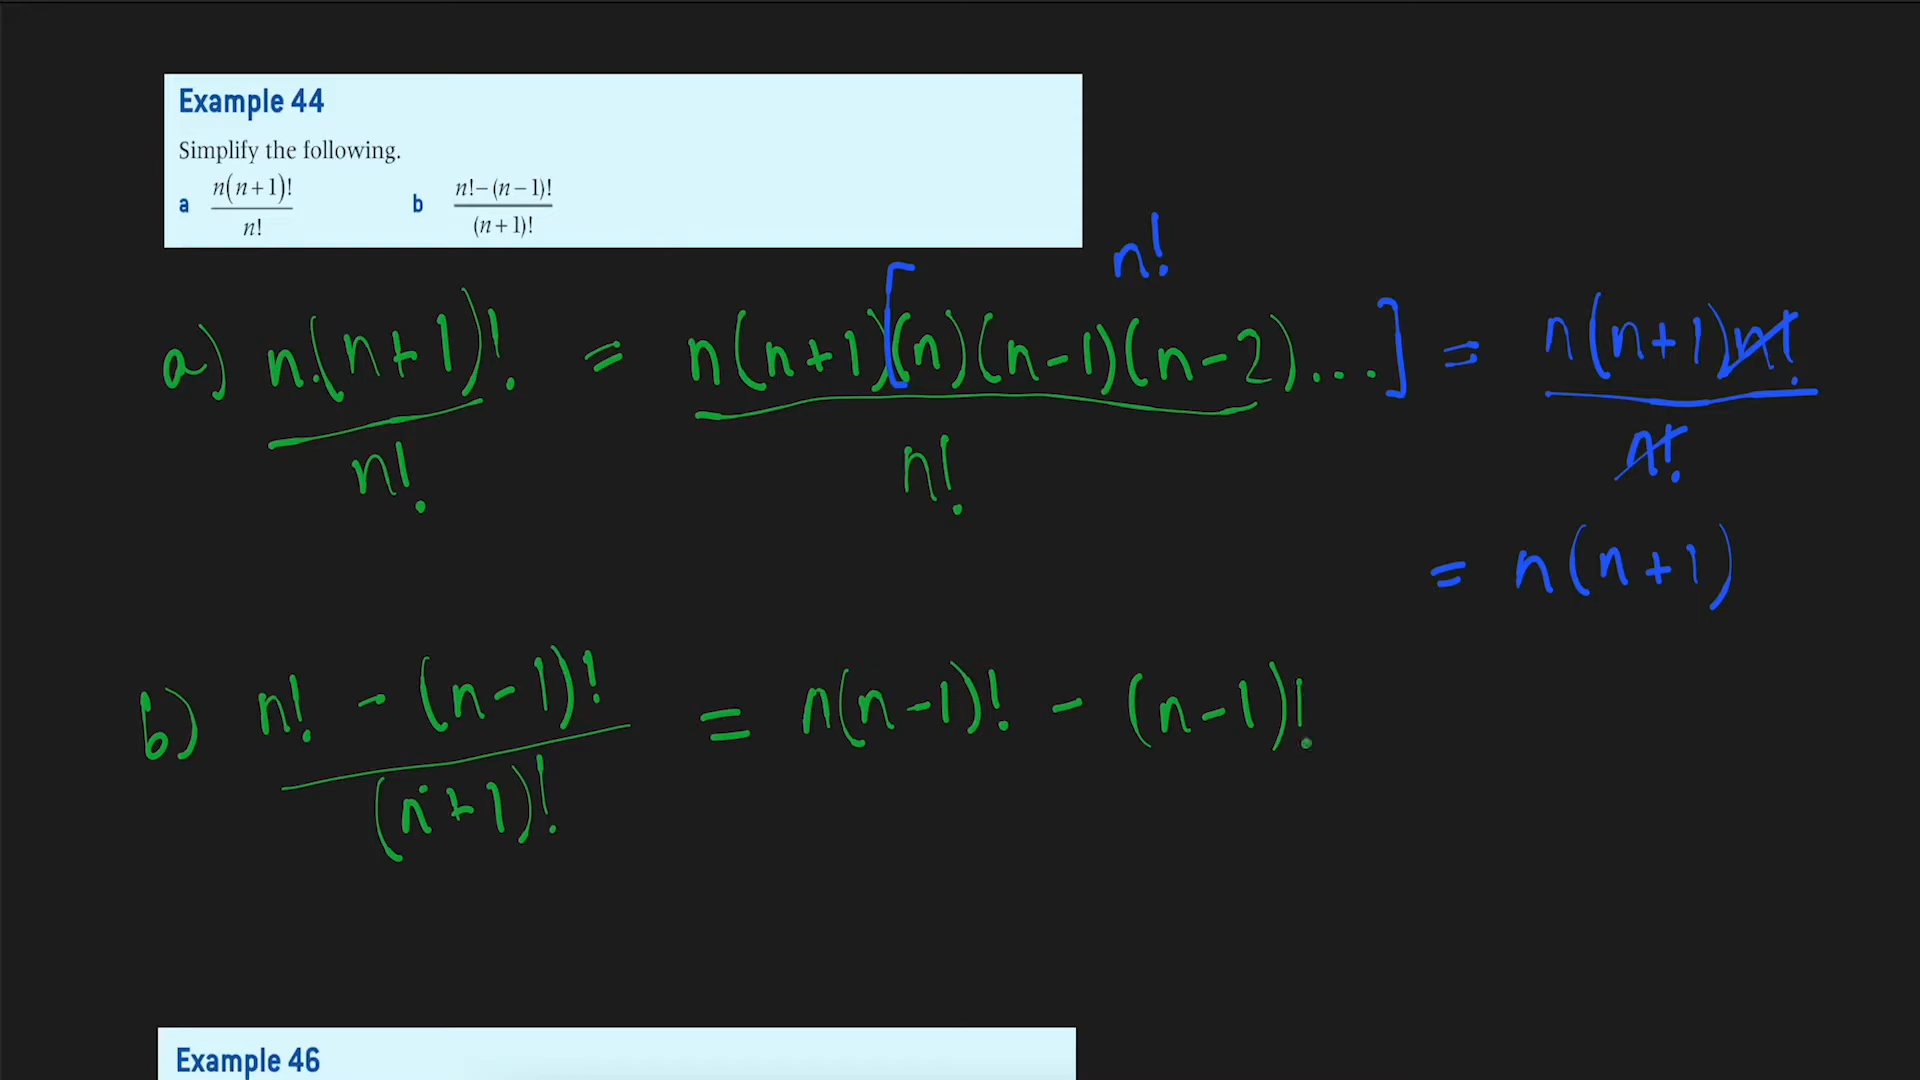 Example 44
Simplify the following.
a n(n+1)!/n! b n!−(n−1)!/(n+1)!
n!
a) n.(n+1)!/n! = n(n+1)[(n)(n-1)(n-2)...]/n! = n(n+1)n!/n!
= n(n+1)
b) n! - (n-1)!/(n+1)! = n(n-1)! - (n-1)!
Example 46